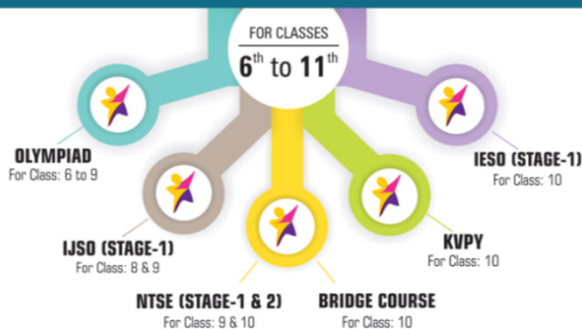 FOR CLASSES
6th to 11th
OLYMPIAD
For Class: 6 to 9
IESO (STAGE-1)
For Class: 10
IJSO (STAGE-1)
For Class: 8 & 9
KVPY
For Class: 10
NTSE (STAGE-1 & 2)
For Class: 9 & 10
BRIDGE COURSE
For Class: 10